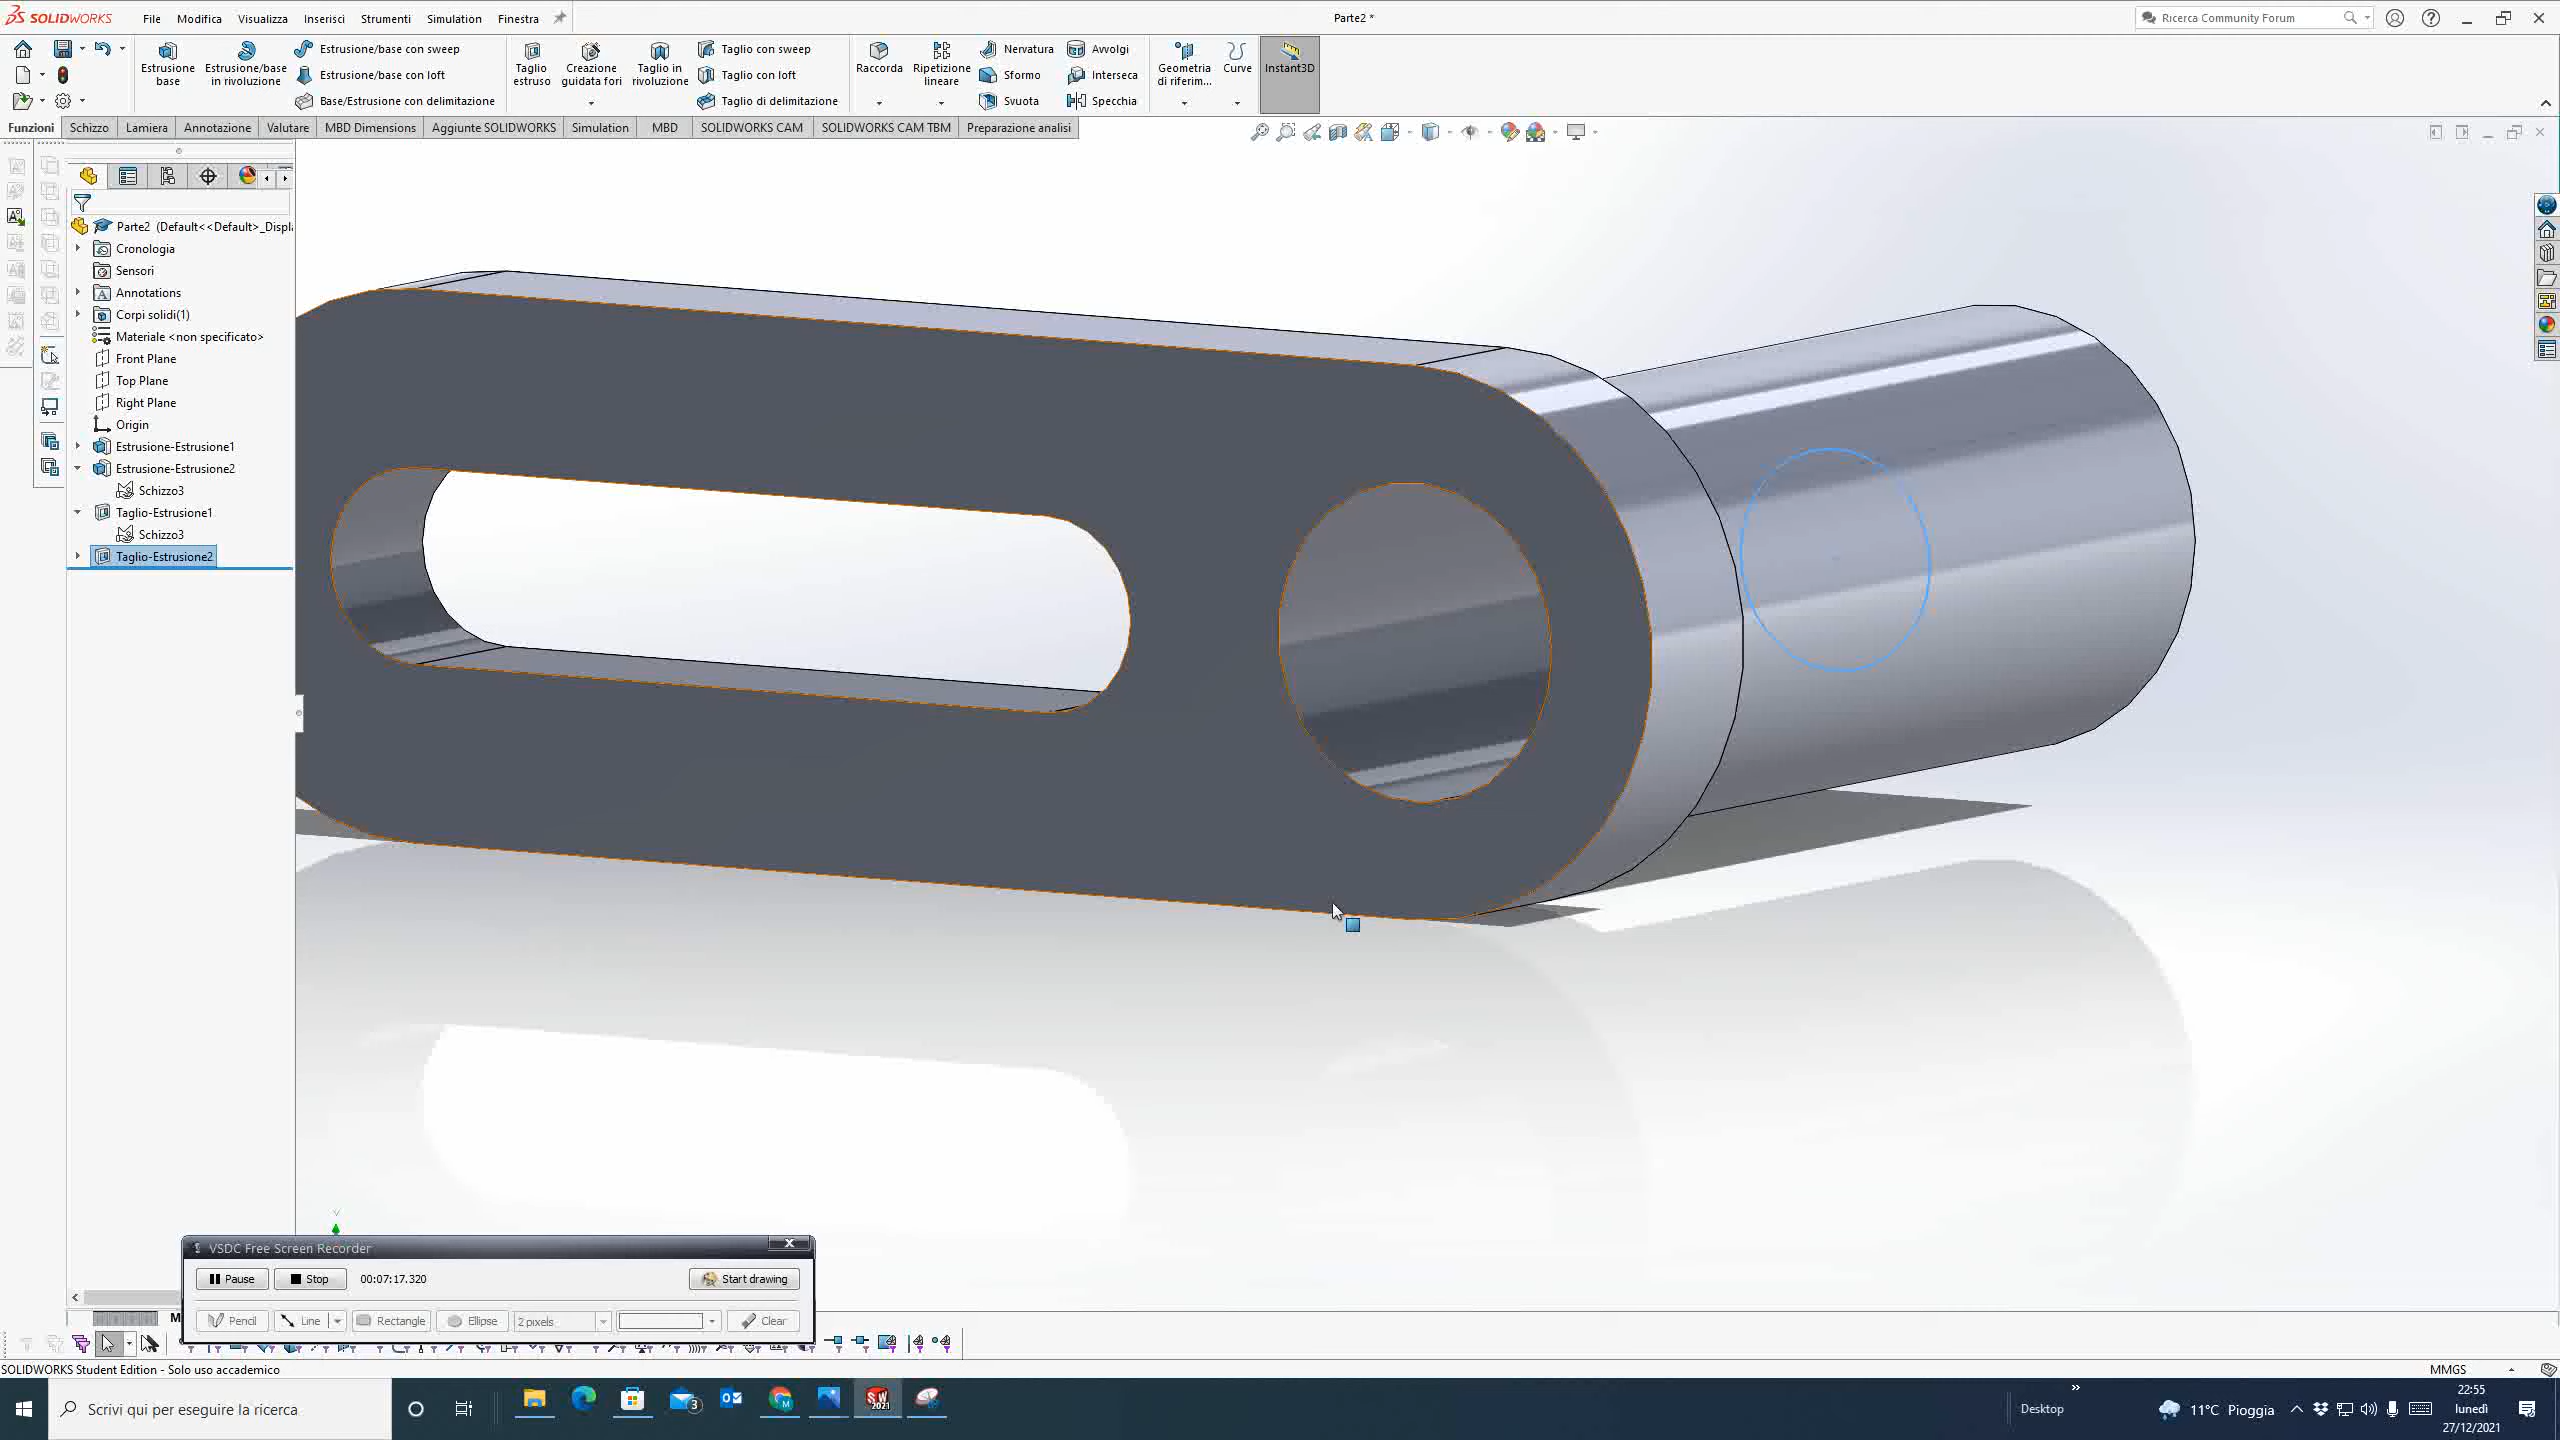 SOLIDWORKS
File
Modifica
Visualizza
Inserisci
Strumenti
Simulation
Finestra
Parte2 *
Ricerca Community Forum
Estrusione base
Estrusione/base in rivoluzione
Estrusione/base con sweep
Estrusione/base con loft
Base/Estrusione con delimitazione
Taglio estruso
Creazione guidata fori
Taglio in rivoluzione
Taglio con sweep
Taglio con loft
Taglio di delimitazione
Raccorda
Ripetizione lineare
Nervatura
Sformo
Svuota
Avvolgi
Interseca
Specchia
Geometria di riferim...
Curve
Instant3D
Funzioni
Schizzo
Lamiera
Annotazione
Valutare
MBD Dimensions
Aggiunte SOLIDWORKS
Simulation
MBD
SOLIDWORKS CAM
SOLIDWORKS CAM TBM
Preparazione analisi
Parte2 (Default<<Default>_Displ
Cronologia
Sensori
Annotations
Corpi solidi(1)
Materiale <non specificato>
Front Plane
Top Plane
Right Plane
Origin
Estrusione-Estrusione1
Estrusione-Estrusione2
Schizzo3
Taglio-Estrusione1
Schizzo3
Taglio-Estrusione2
VSDC Free Screen Recorder
Pause
Stop
00:07:17.320
Start drawing
Pencil
Line
Rectangle
Ellipse
2 pixels
Clear
SOLIDWORKS Student Edition - Solo uso accademico
MMGS
Scrivi qui per eseguire la ricerca
3
SW 2021
Desktop
11°C Pioggia
22:55
lunedì
27/12/2021